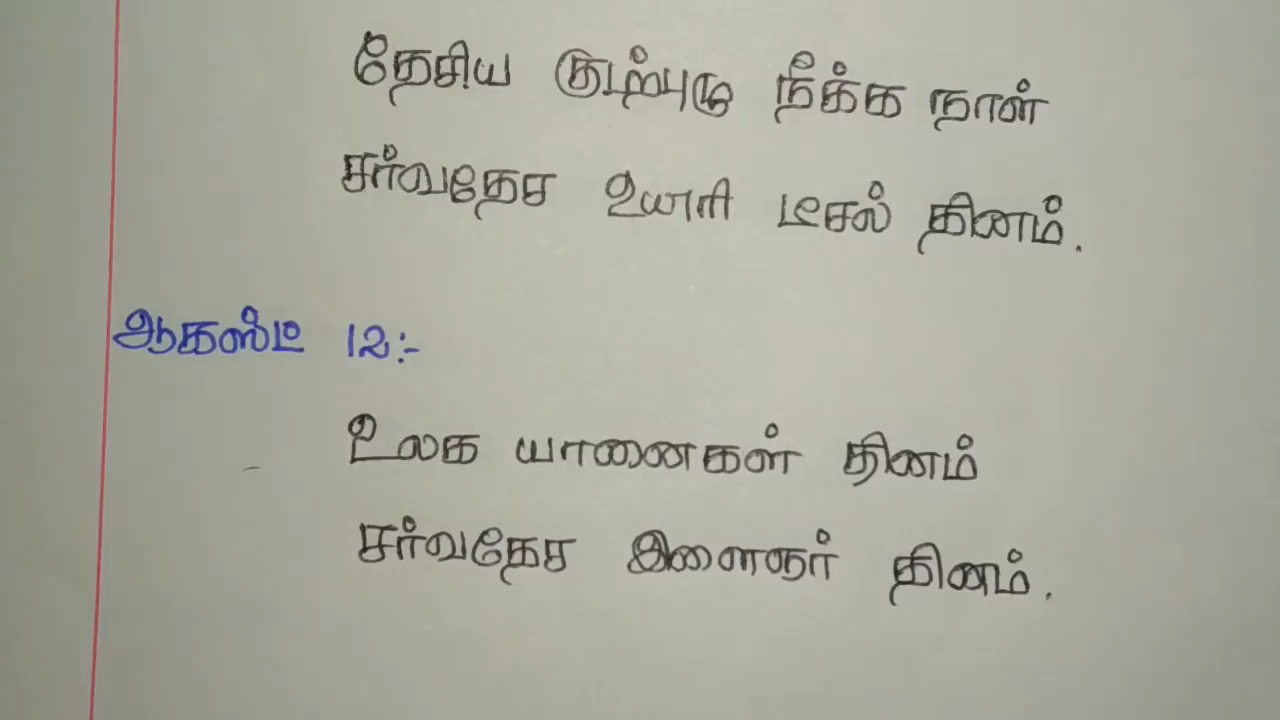 தேசிய குடற்புழு நீக்க நாள்
சர்வதேச உயிரி டீசல் தினம்.
ஆகஸ்ட் 12:-
உலக யானைகள் தினம்
சர்வதேச இளைஞர் தினம்.